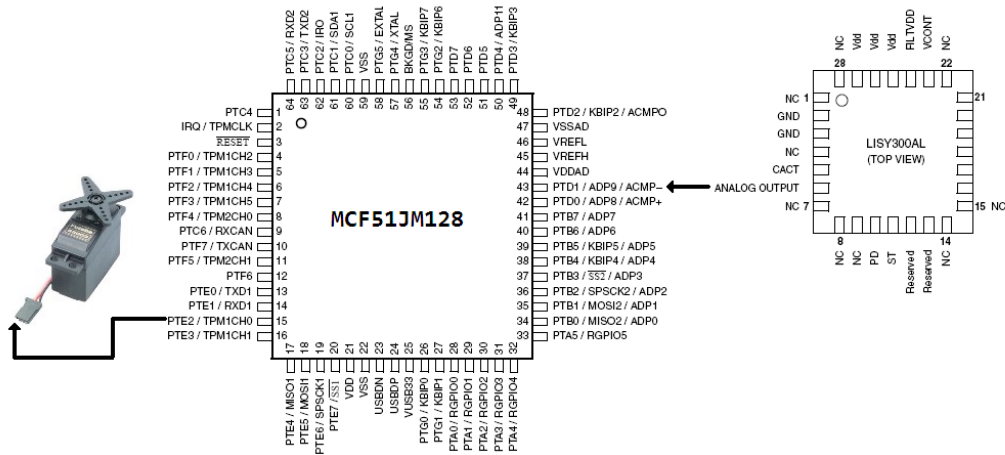 PTC5 / RXD2
PTC3 / TXD2
PTC2 / IRO
PTC1 / SDA1
PTC0 / SCL1
VSS
PTG5 / EXTAL
PTG4 / XTAL
BKGD/MS
PTG3 / KBIP7
PTG2 / KBIP6
PTD7
PTD6
PTD5
PTD4 / ADP11
PTD3 / KBIP3
64 63 62 61 60 59 58 57 56 55 54 53 52 51 50 49
PTC4 1
IRQ / TPMCLK 2
RESET 3
PTF0 / TPM1CH2 4
PTF1 / TPM1CH3 5
PTF2 / TPM1CH4 6
PTF3 / TPM1CH5 7
PTF4 / TPM2CH0 8
PTC6 / RXCAN 9
PTF7 / TXCAN 10
PTF5 / TPM2CH1 11
PTF6 12
PTE0 / TXD1 13
PTE1 / RXD1 14
PTE2 / TPM1CH0 15
PTE3 / TPM1CH1 16
MCF51JM128
48 PTD2 / KBIP2 / ACMPO
47 VSSAD
46 VREFL
45 VREFH
44 VDDAD
43 PTD1 / ADP9 / ACMP−
42 PTD0 / ADP8 / ACMP+
41 PTB7 / ADP7
40 PTB6 / ADP6
39 PTB5 / KBIP5 / ADP5
38 PTB4 / KBIP4 / ADP4
37 PTB3 / SS2 / ADP3
36 PTB2 / SPSCK2 / ADP2
35 PTB1 / MOSI2 / ADP1
34 PTB0 / MISO2 / ADP0
33 PTA5 / RGPIO5
17 18 19 20 21 22 23 24 25 26 27 28 29 30 31 32
PTE4 / MISO1
PTE5 / MOSI1
PTE6 / SPSCK1
PTE7 / SS1
VDD
VSS
USBDN
USBDP
VUSB33
PTG0 / KBIP0
PTG1 / KBIP1
PTA0 / RGPIO0
PTA1 / RGPIO1
PTA2 / RGPIO2
PTA3 / RGPIO3
PTA4 / RGPIO4
NC
Vdd
Vdd
Vdd
RLTVDD
VCONT
NC
28 22
NC 1
GND
GND
NC
CACT
ANALOG OUTPUT
NC 7
LISY300AL
(TOP VIEW)
21
15 NC
8 14
NC
NC
PD
ST
Reserved
Reserved
NC